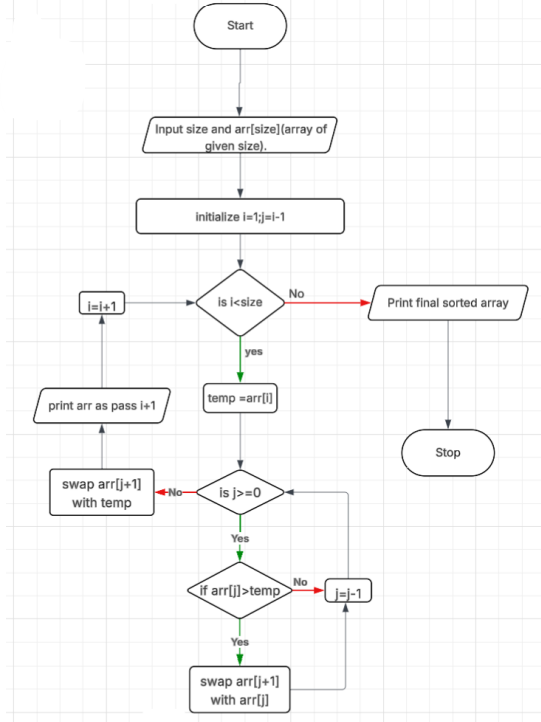 Start
Input size and arr[size](array of
given size).
initialize i=1;j=i-1
is i<size
No
Print final sorted array
i=i+1
yes
temp =arr[i]
print arr as pass i+1
Stop
swap arr[j+1]
with temp
No
is j>=0
Yes
if arr[j]>temp
No
j=j-1
Yes
swap arr[j+1]
with arr[j]